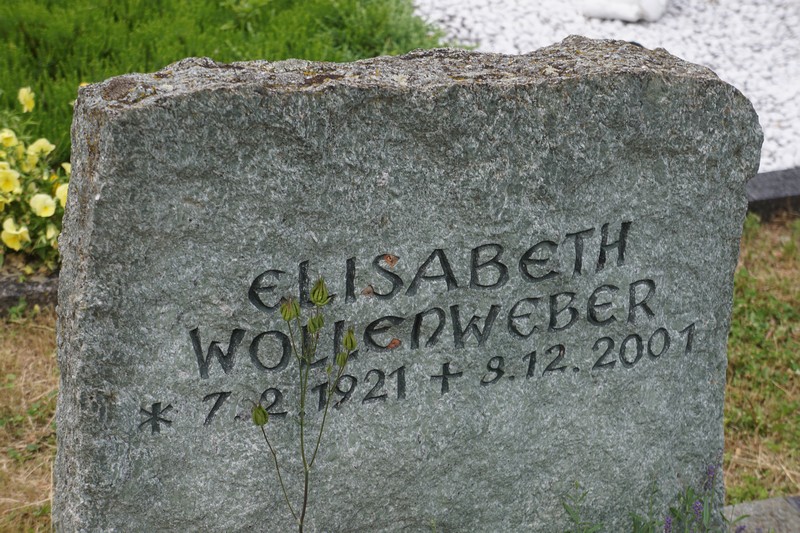 ELISABETH
WOLLENWEBER
* 7.2.1921 + 8.12.2001